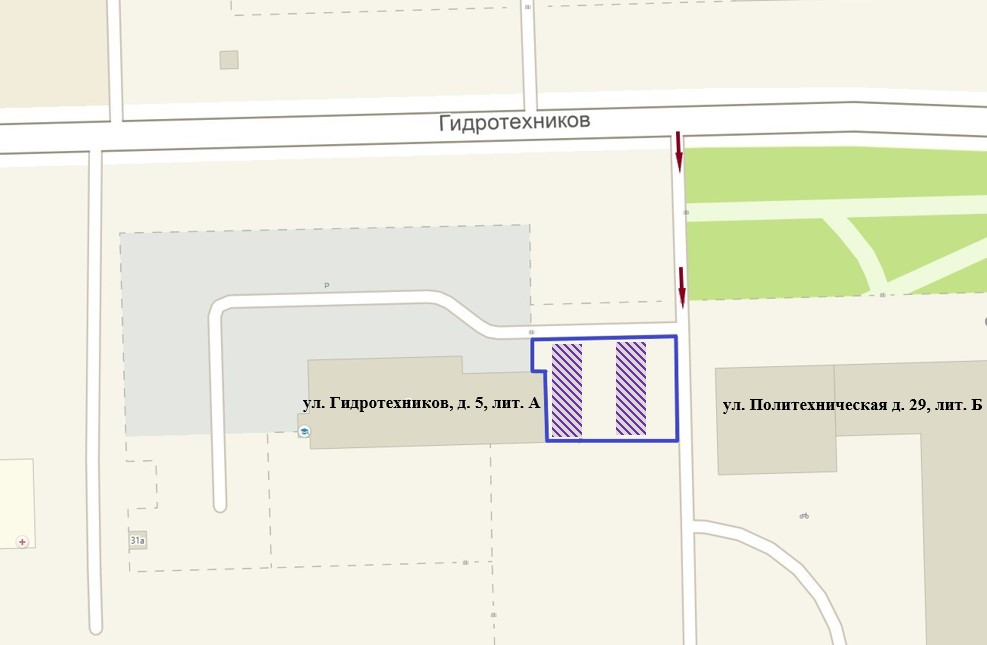 Гидротехников
P
ул. Гидротехников, д. 5, лит. А
ул. Политехническая д. 29, лит. Б
31а